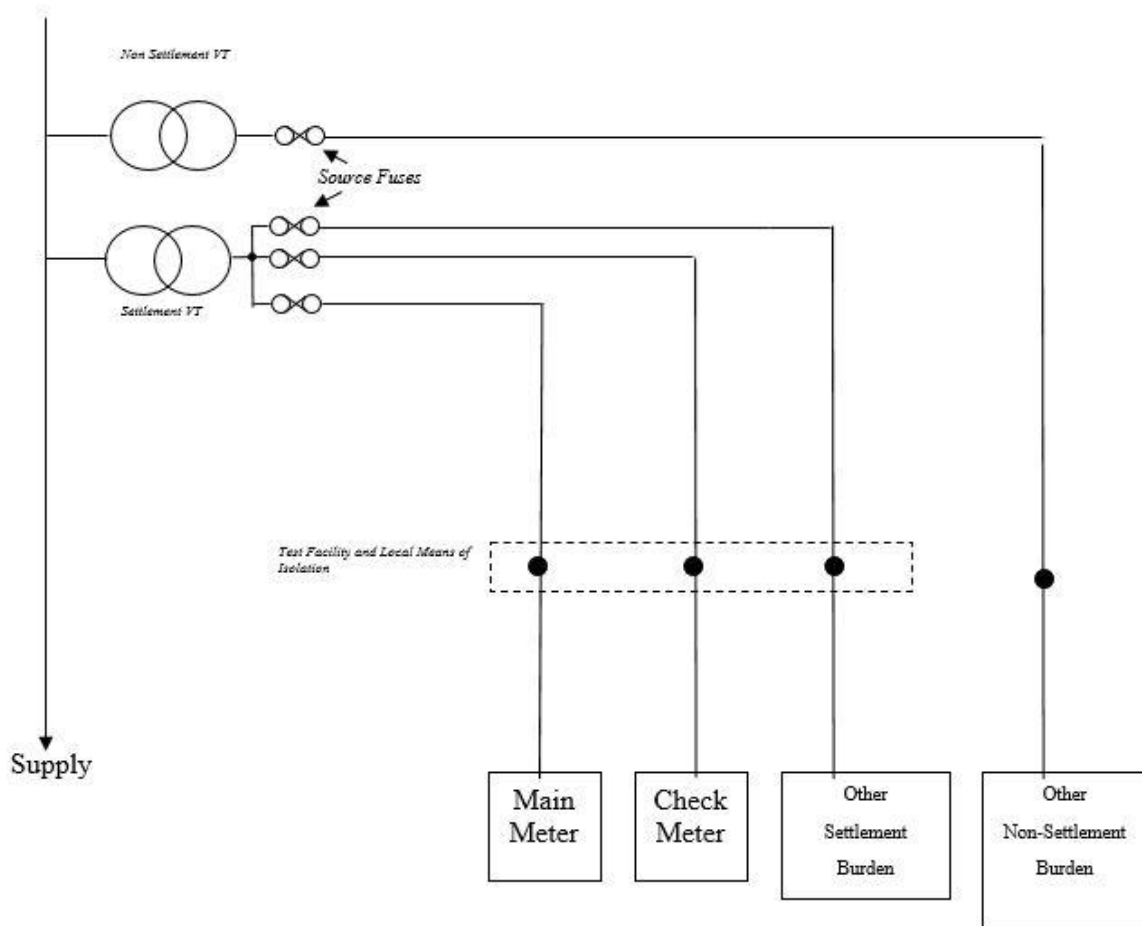 Non Settlement VT
Source Fuses
Settlement VT
Test Facility and Local Means of
Isolation
Supply
Main
Meter
Check
Meter
Other
Settlement
Burden
Other
Non-Settlement
Burden